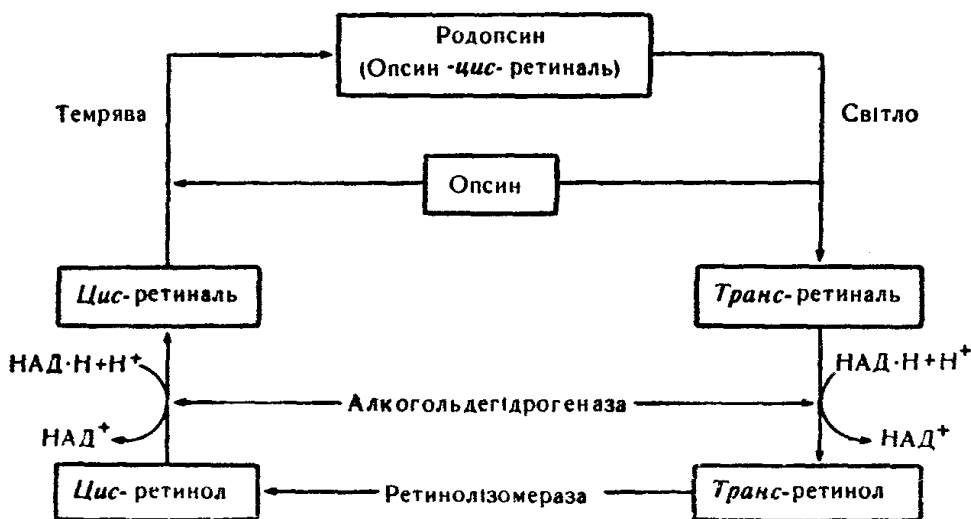 Родопсин
(Опсин -цис- ретиналь)
Темрява
Світло
Опсин
Цис- ретиналь
Транс- ретиналь
НАД·Н+Н⁺
НАД·Н+Н⁺
Алкогольдегідрогеназа
НАД⁺
НАД⁺
Цис- ретинол
Ретинолізомераза
Транс- ретинол